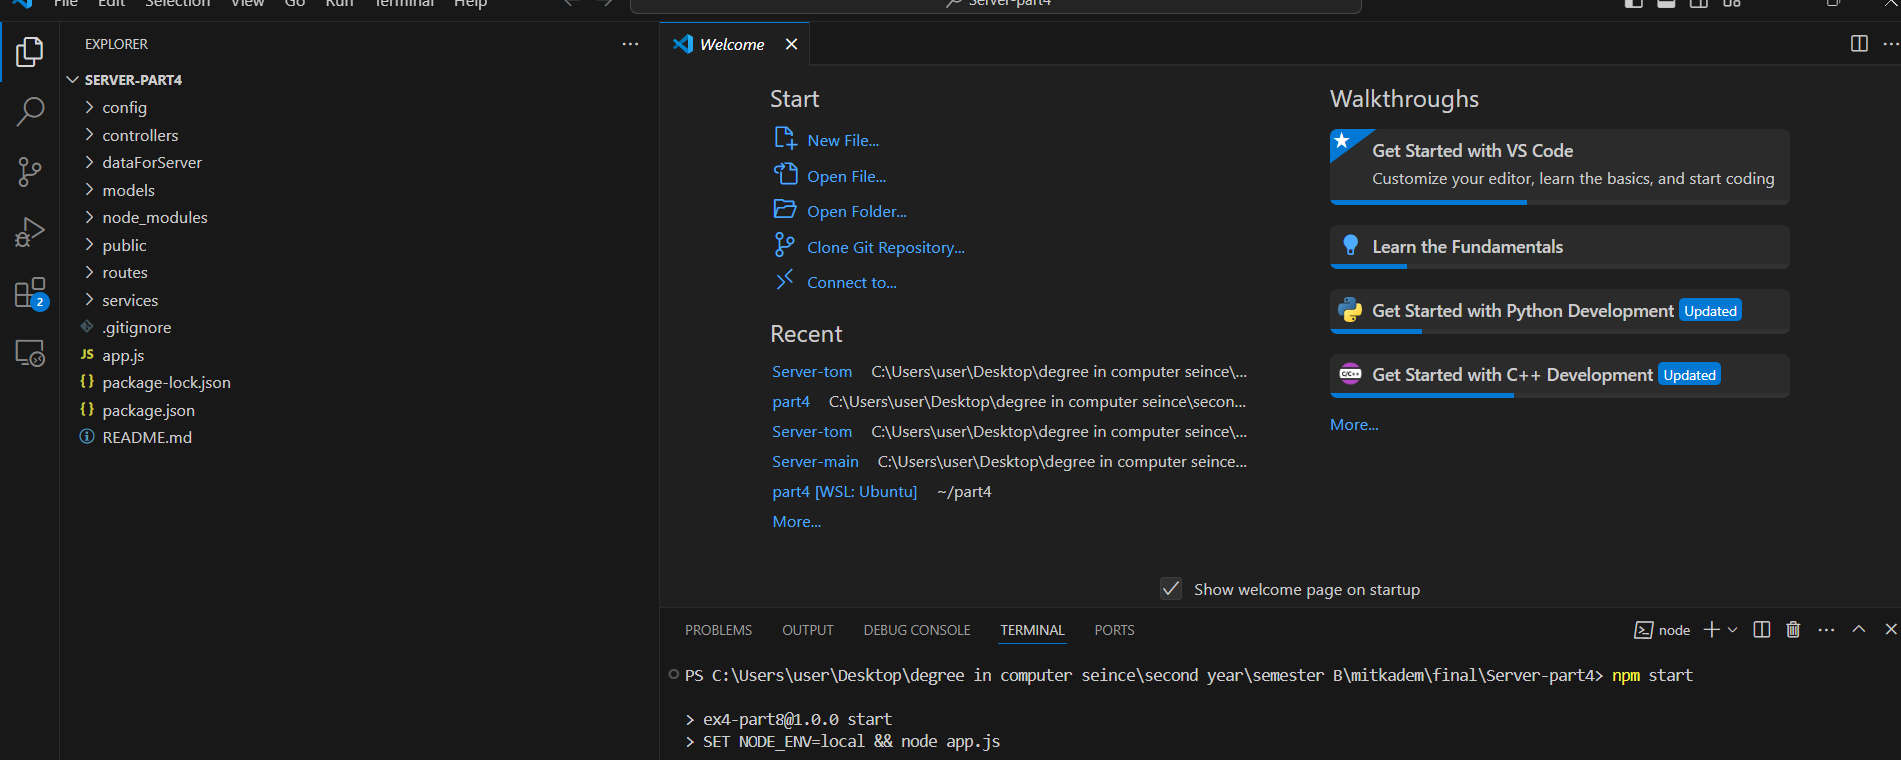 File Edit Selection View Go Run Terminal Help
Server-part4
EXPLORER
SERVER-PART4
config
controllers
dataForServer
models
node_modules
public
routes
services
.gitignore
JS app.js
{} package-lock.json
{} package.json
README.md
2
Welcome
Start
New File...
Open File...
Open Folder...
Clone Git Repository...
Connect to...
Recent
Server-tom C:\Users\user\Desktop\degree in computer seince\...
part4 C:\Users\user\Desktop\degree in computer seince\secon...
Server-tom C:\Users\user\Desktop\degree in computer seince\...
Server-main C:\Users\user\Desktop\degree in computer seince...
part4 [WSL: Ubuntu] ~/part4
More...
Walkthroughs
Get Started with VS Code
Customize your editor, learn the basics, and start coding
Learn the Fundamentals
Get Started with Python Development Updated
C/C++ Get Started with C++ Development Updated
More...
Show welcome page on startup
PROBLEMS OUTPUT DEBUG CONSOLE TERMINAL PORTS
node
PS C:\Users\user\Desktop\degree in computer seince\second year\semester B\mitkadem\final\Server-part4> npm start
> ex4-part8@1.0.0 start
> SET NODE_ENV=local && node app.js